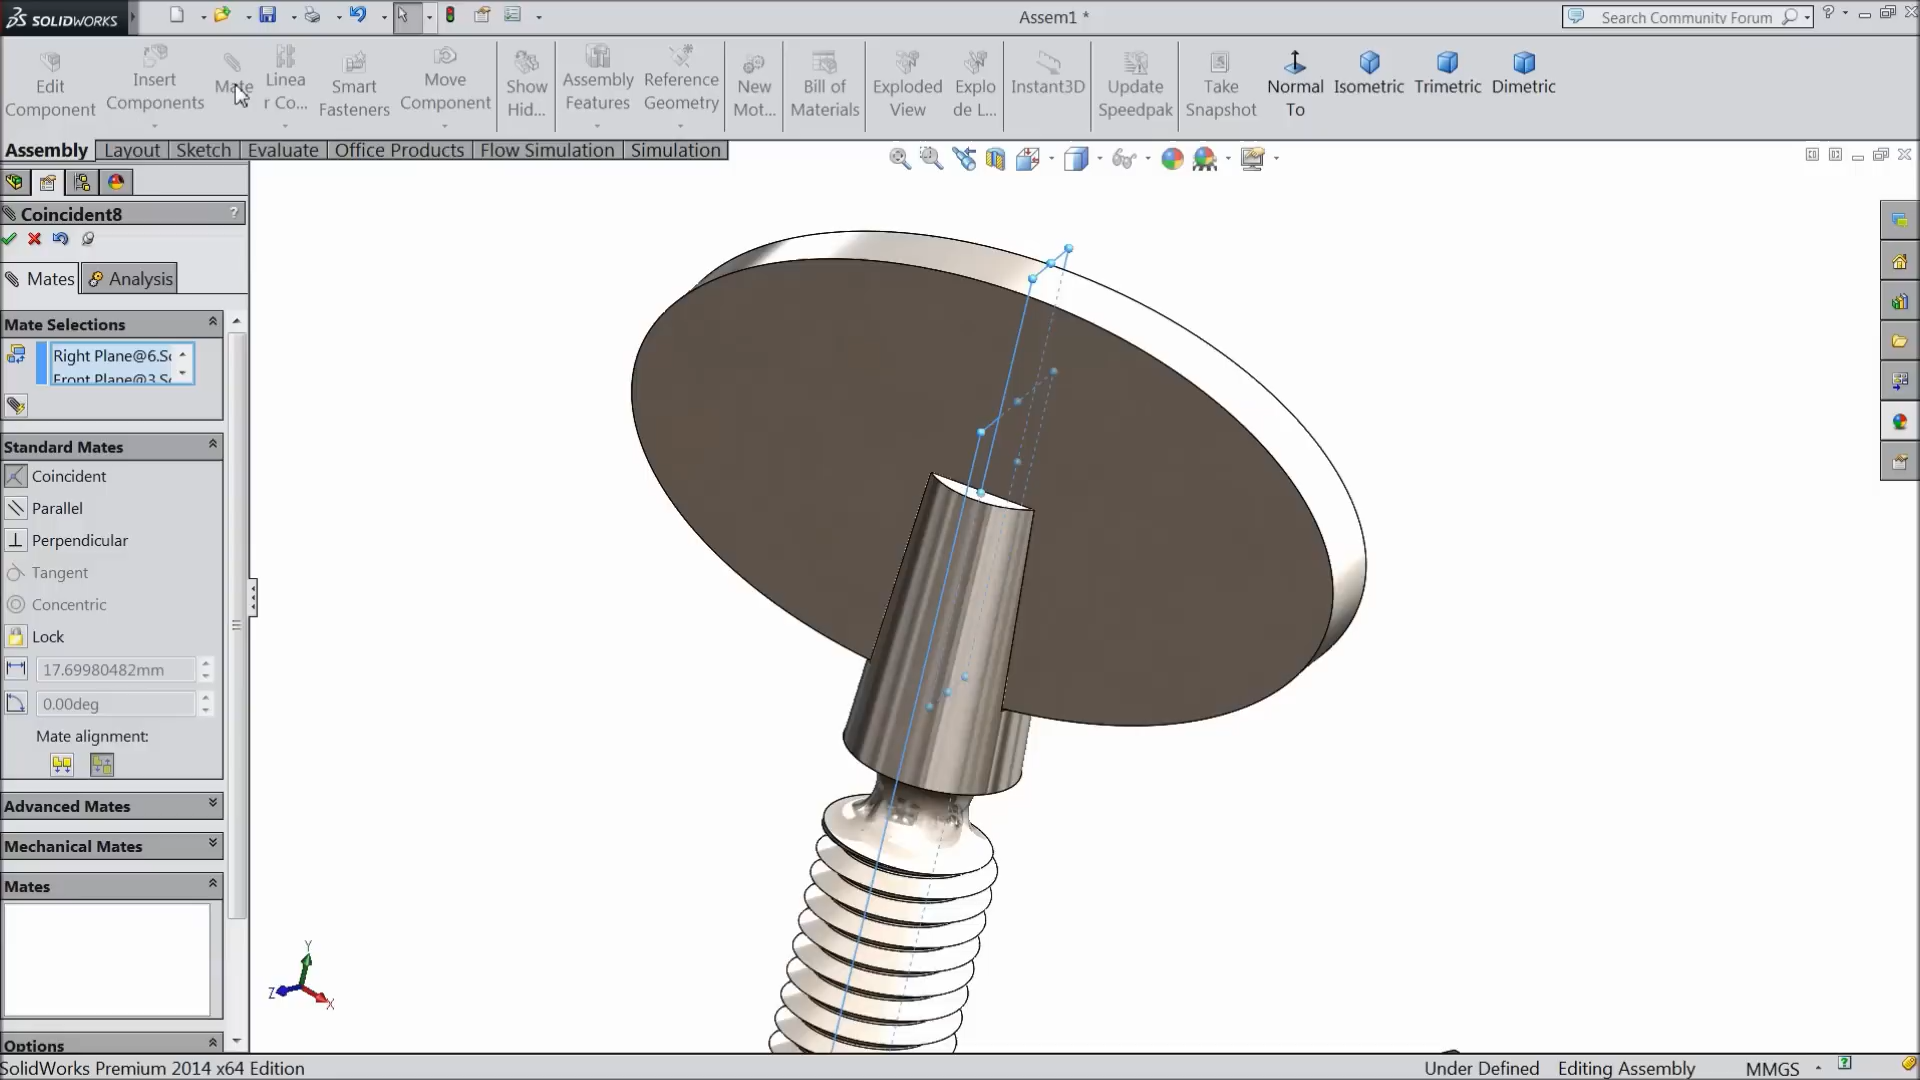 SOLIDWORKS
Assem1 *
Search Community Forum
Edit Component
Insert Components
Mate
Linea r Co...
Smart Fasteners
Move Component
Show Hid...
Assembly Features
Reference Geometry
New Mot...
Bill of Materials
Exploded View
Explo de L...
Instant3D
Update Speedpak
Take Snapshot
Normal To
Isometric
Trimetric
Dimetric
Assembly
Layout
Sketch
Evaluate
Office Products
Flow Simulation
Simulation
Coincident8
?
Mates
Analysis
Mate Selections
Right Plane@6.Sc
Front Plane@3.Sc
Standard Mates
Coincident
Parallel
Perpendicular
Tangent
Concentric
Lock
17.69980482mm
0.00deg
Mate alignment:
Advanced Mates
Mechanical Mates
Mates
Options
Y
Z
X
SolidWorks Premium 2014 x64 Edition
Under Defined
Editing Assembly
MMGS